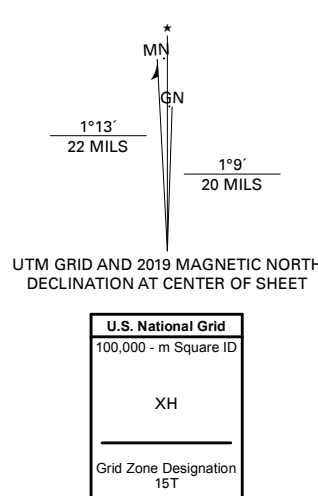 ★
MN
GN
1°13´
22 MILS
1°9´
20 MILS
UTM GRID AND 2019 MAGNETIC NORTH
DECLINATION AT CENTER OF SHEET
U.S. National Grid
100,000 - m Square ID
XH
Grid Zone Designation
15T